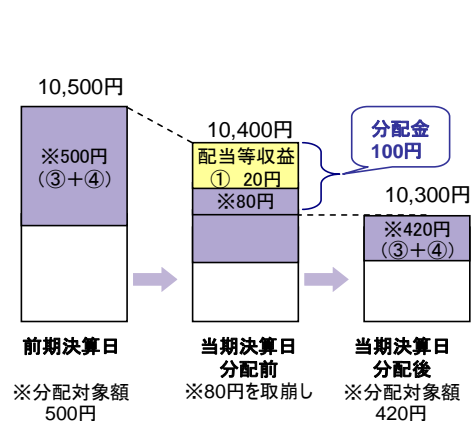 10,500円
※500円
（③＋④）
10,400円
配当等収益
① 20円
※80円
分配金
100円
10,300円
※420円
（③＋④）
前期決算日
※分配対象額
500円
当期決算日
分配前
※80円を取崩し
当期決算日
分配後
※分配対象額
420円